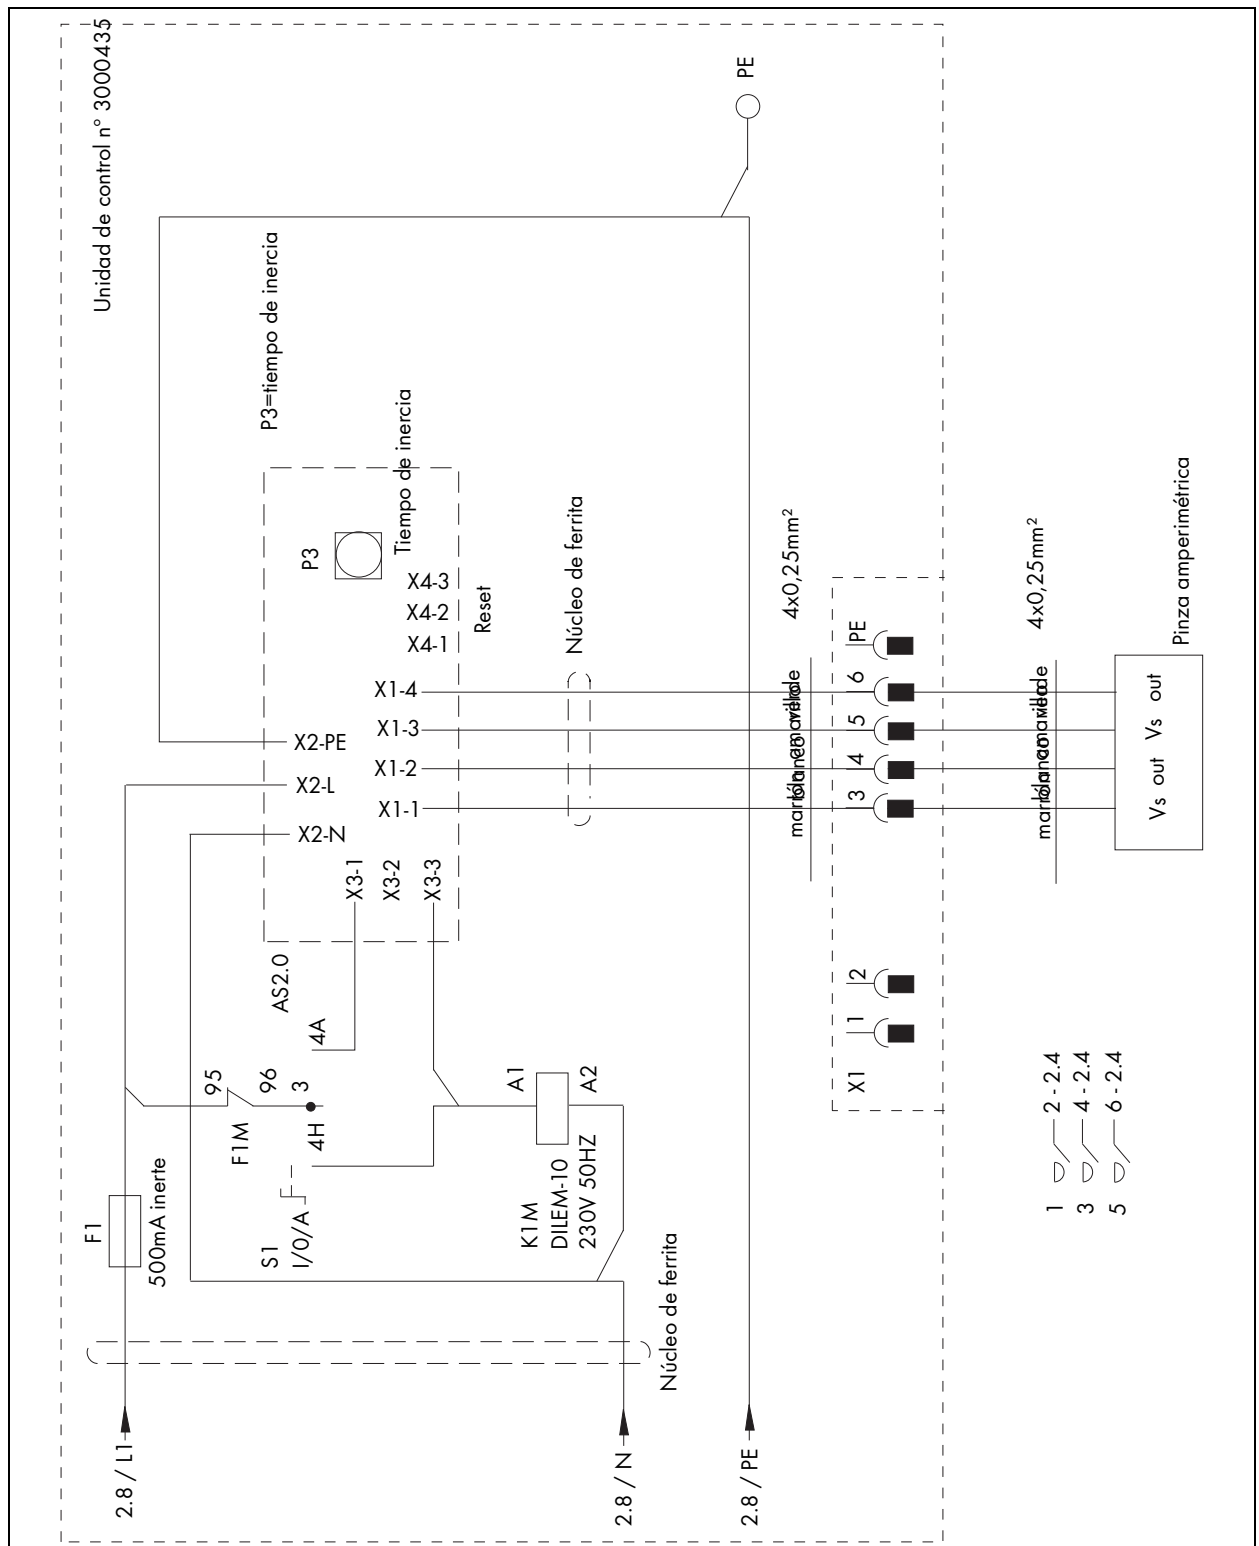 Unidad de control n° 3000435
PE
P3=tiempo de inercia
P3
Tiempo de inercia
X4-3
X4-2
X4-1
Reset
X1-4
X1-3
X1-2
X1-1
X2-PE
X2-L
X2-N
X3-1
X3-2
X3-3
AS2.0
Núcleo de ferrita
4x0,25mm²
4x0,25mm²
PE
6
5
4
3
2
1
X1
Pinza amperimétrica
Vs out
Vs out
F1
500mA inerte
95
96
F1M
3
4A
4H
S1
I/0/A
A1
A2
K1M
DILEM-10
230V 50HZ
Núcleo de ferrita
2.8 / L1
2.8 / N
2.8 / PE
1 2 - 2.4
3 4 - 2.4
5 6 - 2.4